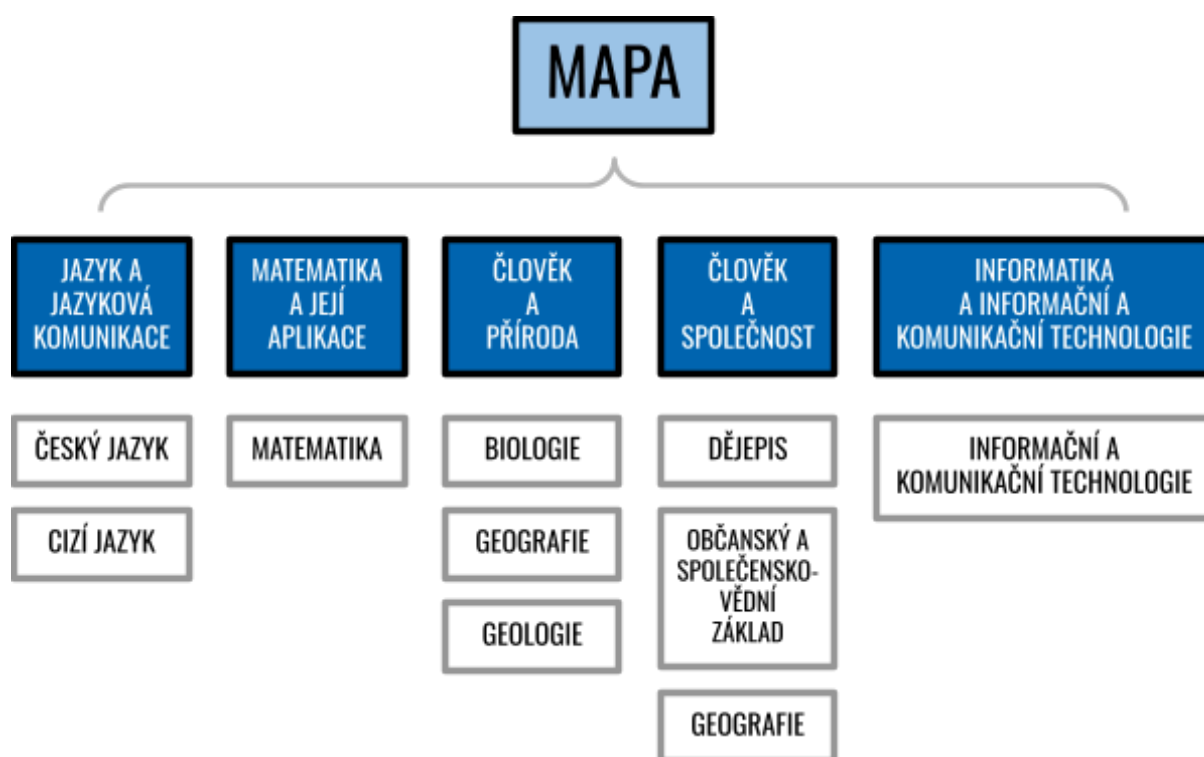 MAPA
JAZYK A
JAZYKOVÁ
KOMUNIKACE
MATEMATIKA
A JEJÍ
APLIKACE
ČLOVĚK
A
PŘÍRODA
ČLOVĚK
A
SPOLEČNOST
INFORMATIKA
A INFORMAČNÍ A
KOMUNIKAČNÍ TECHNOLOGIE
ČESKÝ JAZYK
CIZÍ JAZYK
MATEMATIKA
BIOLOGIE
GEOGRAFIE
GEOLOGIE
DĚJEPIS
OBČANSKÝ A
SPOLEČENSKO-
VĚDNÍ
ZÁKLAD
GEOGRAFIE
INFORMAČNÍ A
KOMUNIKAČNÍ TECHNOLOGIE